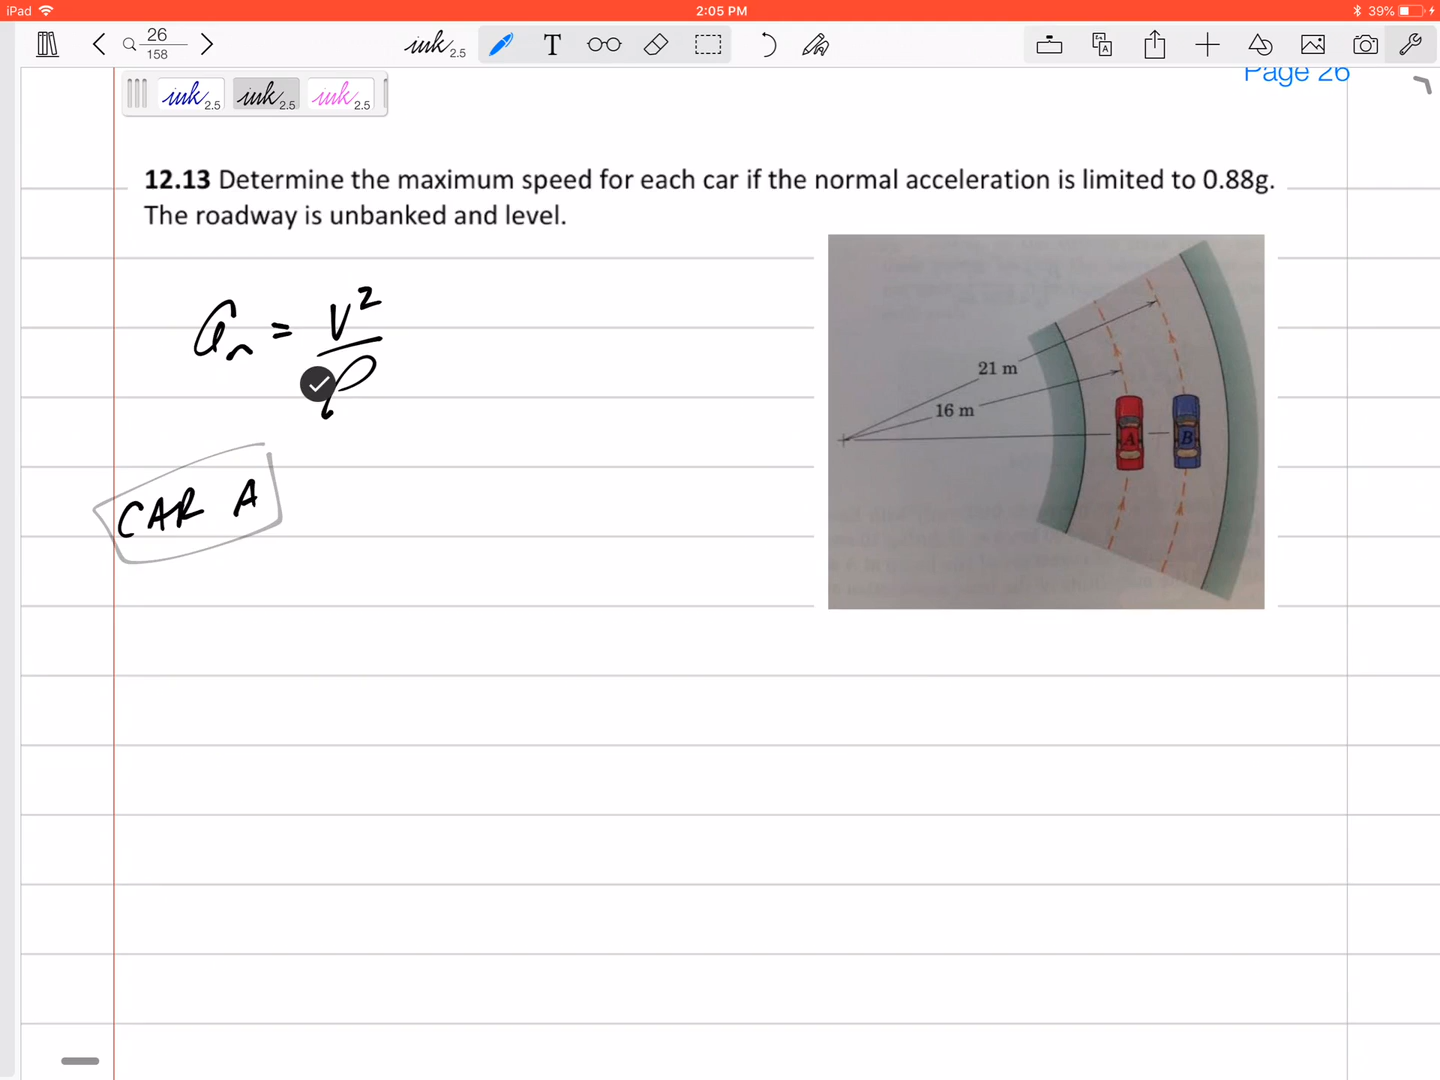 iPad 2:05 PM 39%
26
158
ink 2.5 T
Page 26
ink 2.5 ink 2.5 ink 2.5
12.13 Determine the maximum speed for each car if the normal acceleration is limited to 0.88g.
The roadway is unbanked and level.
an = v²/ρ
21 m
16 m
A B
CAR A